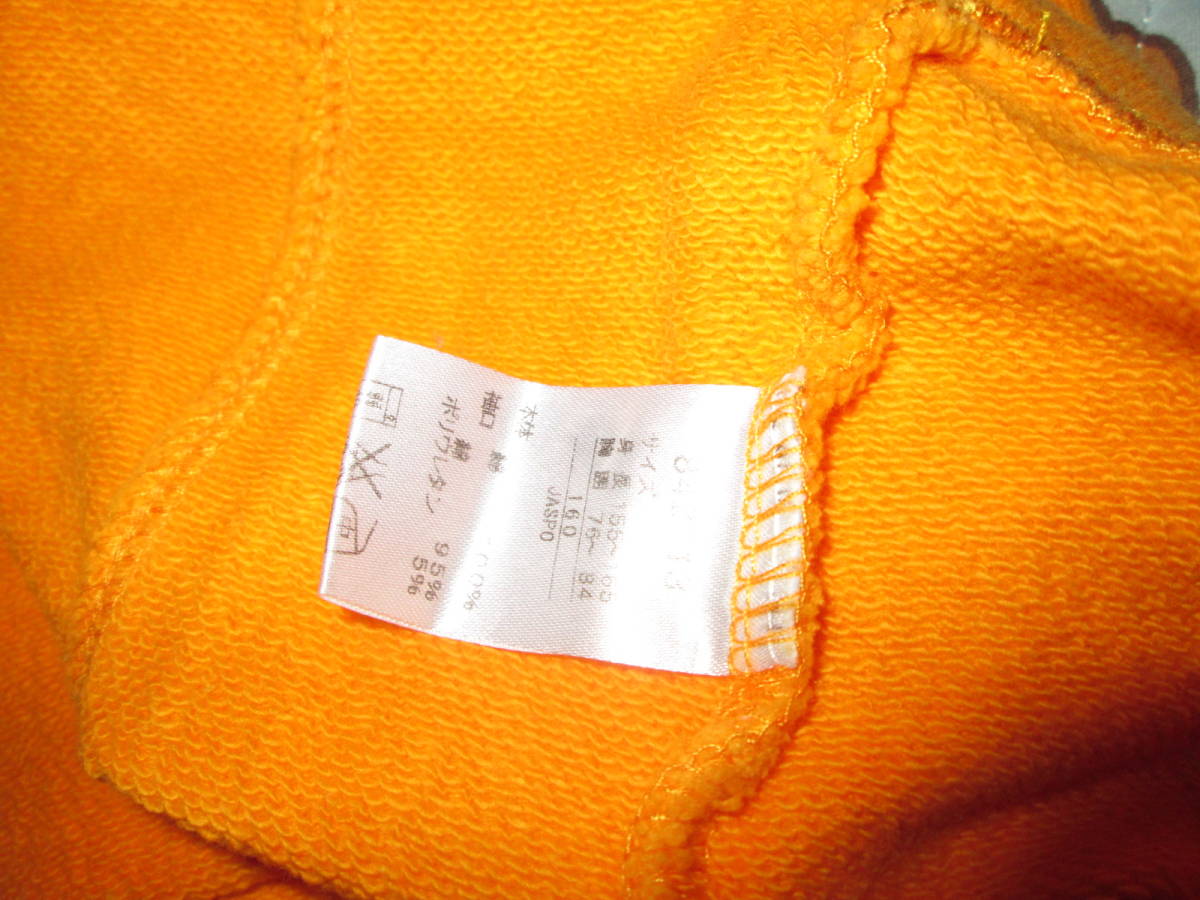 サイズ
身長 155~165
胸囲 76~ 84
160
JASPO
本体 綿 100%
袖口 綿 95%
ポリウレタン 5%